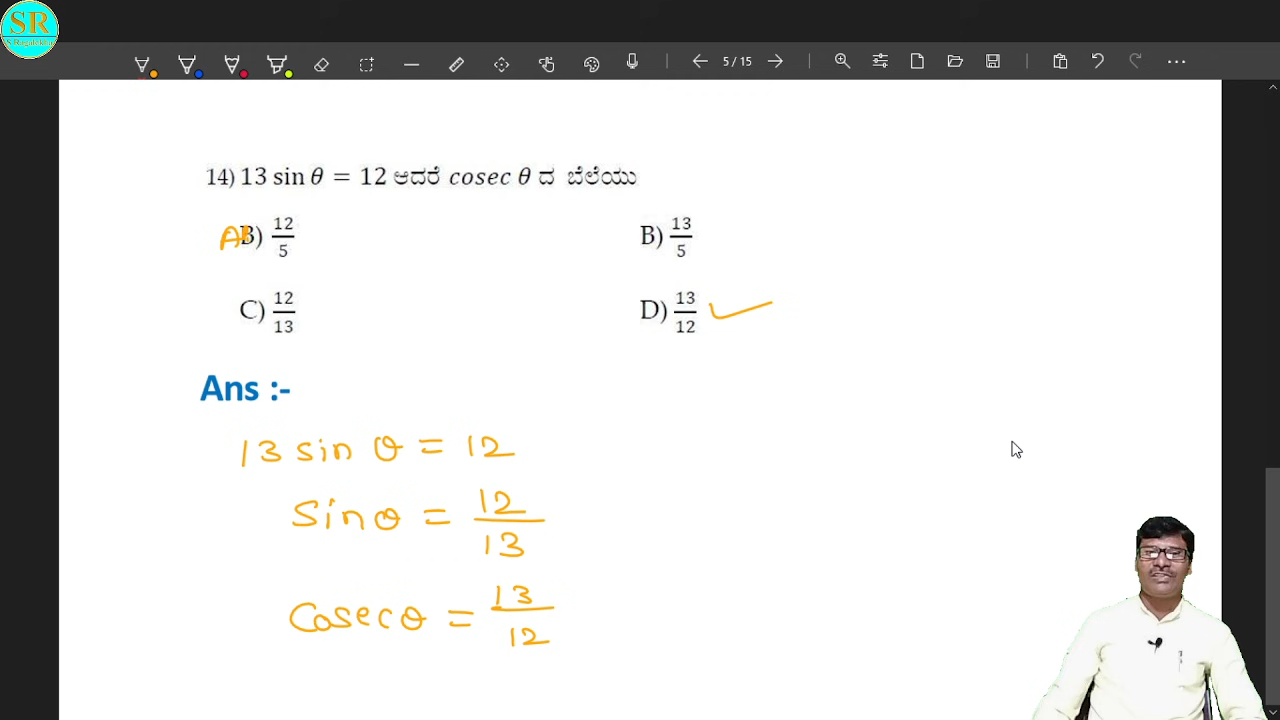 SR
5 / 15
14) 13 sin θ = 12 ಆದರೆ cosec θ ದ ಬೆಲೆಯು
A B) 12/5 B) 13/5
C) 12/13 D) 13/12 ✓
Ans :-
13 sin θ = 12
Sin θ = 12/13
Cosec θ = 13/12